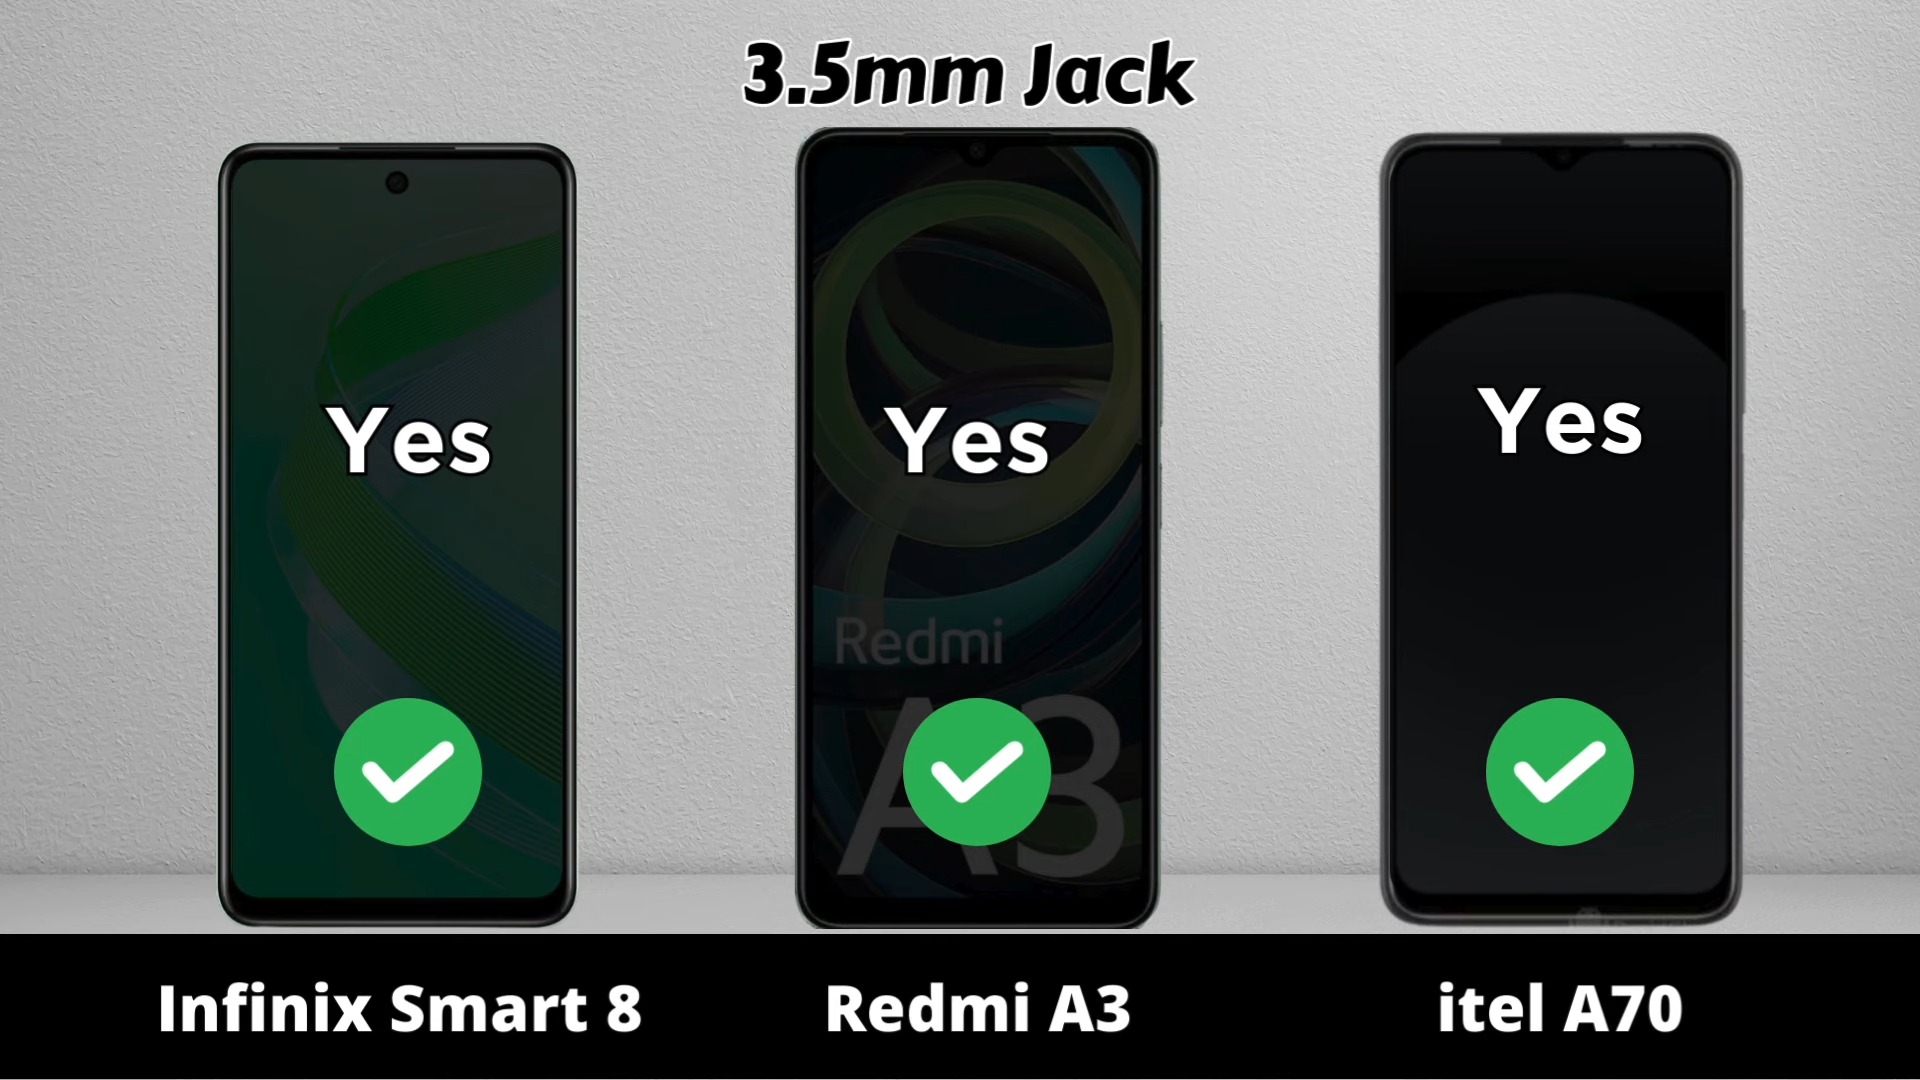 3.5mm Jack
Yes
Yes
Yes
Redmi
A3
Infinix Smart 8
Redmi A3
itel A70